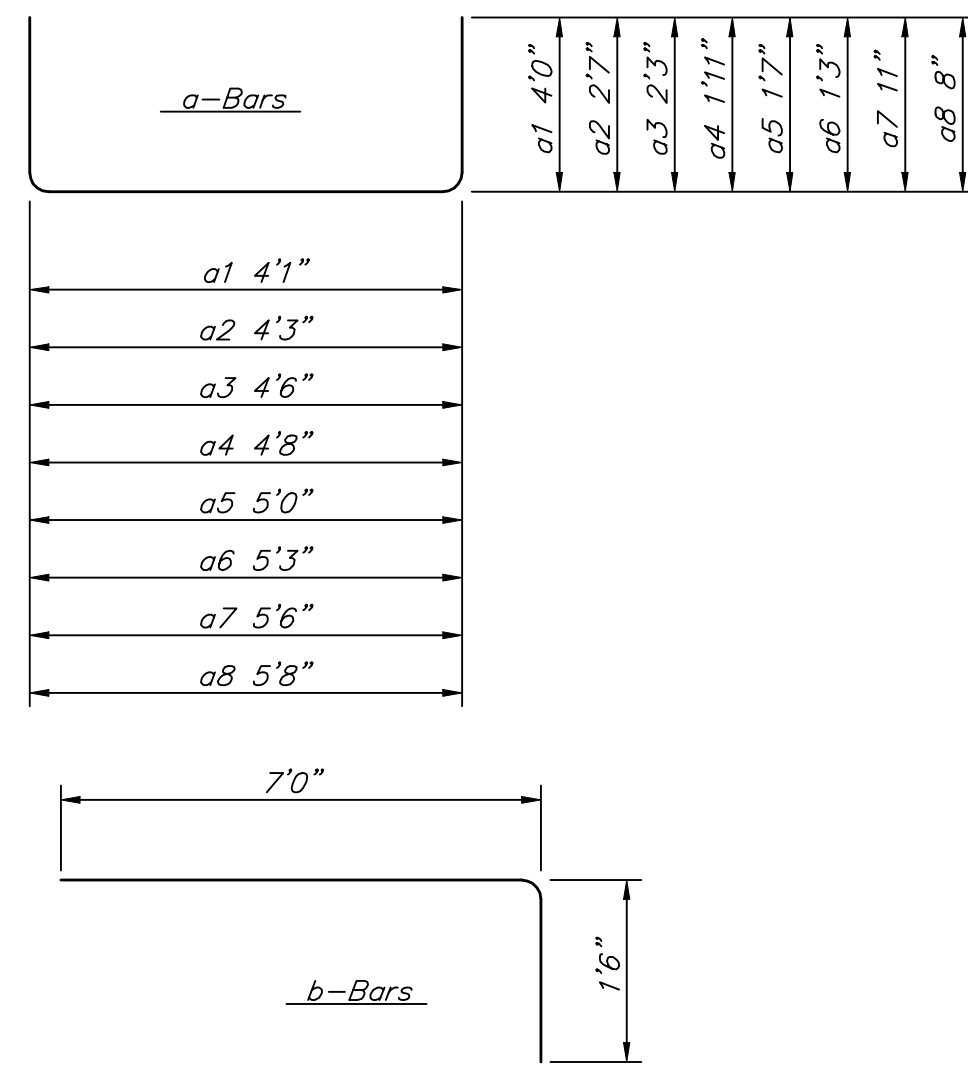 a-Bars
a1 4'0"
a2 2'7"
a3 2'3"
a4 1'11"
a5 1'7"
a6 1'3"
a7 11"
a8 8"
a1 4'1"
a2 4'3"
a3 4'6"
a4 4'8"
a5 5'0"
a6 5'3"
a7 5'6"
a8 5'8"
7'0"
1'6"
b-Bars